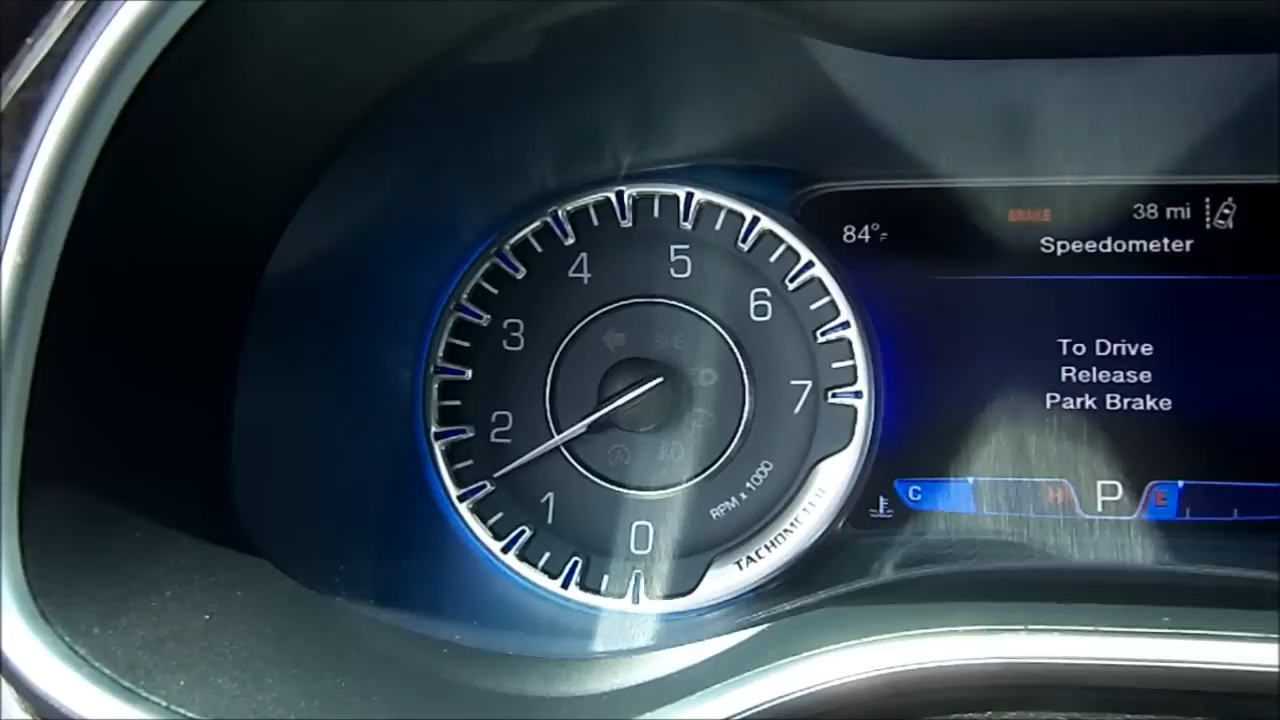 4
5
3
6
2
7
1
0
RPM x 1000
TACHOMETER
84°F
BRAKE
38 mi
Speedometer
To Drive
Release
Park Brake
C
H
P
E